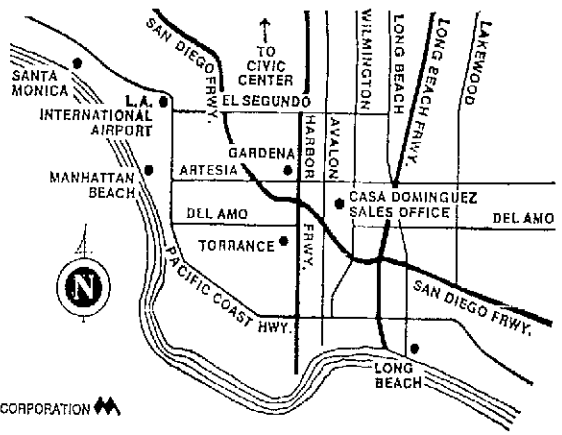 SAN DIEGO FRWY.
TO
CIVIC
CENTER
WILMINGTON
LONG BEACH
LONG BEACH FRWY.
LAKEWOOD
SANTA
MONICA
L.A.
INTERNATIONAL
AIRPORT
EL SEGUNDO
HARBOR
FRWY.
AVALON
GARDENA
MANHATTAN
BEACH
ARTESIA
CASA DOMINGUEZ
SALES OFFICE
DEL AMO
DEL AMO
TORRANCE
N
PACIFIC COAST
HWY.
SAN DIEGO FRWY.
LONG
BEACH
CORPORATION